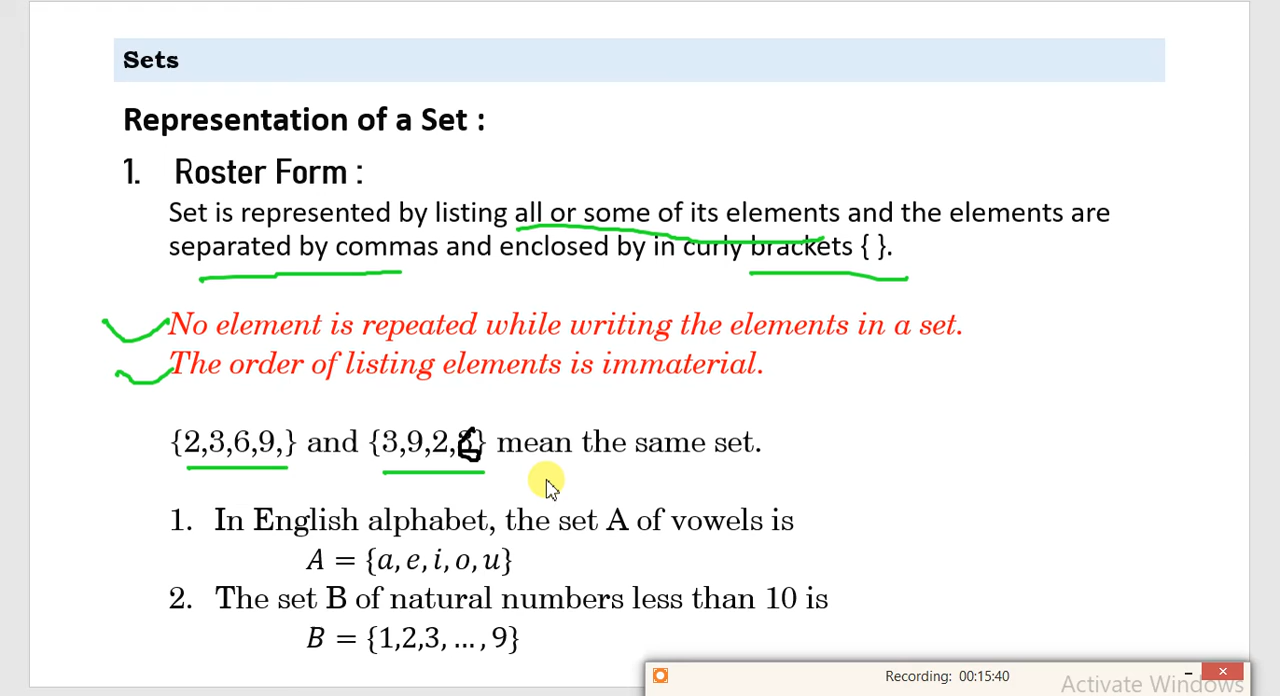 Sets
Representation of a Set :
1. Roster Form :
Set is represented by listing all or some of its elements and the elements are
separated by commas and enclosed by in curly brackets { }.
No element is repeated while writing the elements in a set.
The order of listing elements is immaterial.
{2,3,6,9,} and {3,9,2,6} mean the same set.
1. In English alphabet, the set A of vowels is
A = {a, e, i, o, u}
2. The set B of natural numbers less than 10 is
B = {1,2,3, ... , 9}
Recording: 00:15:40
Activate Windows